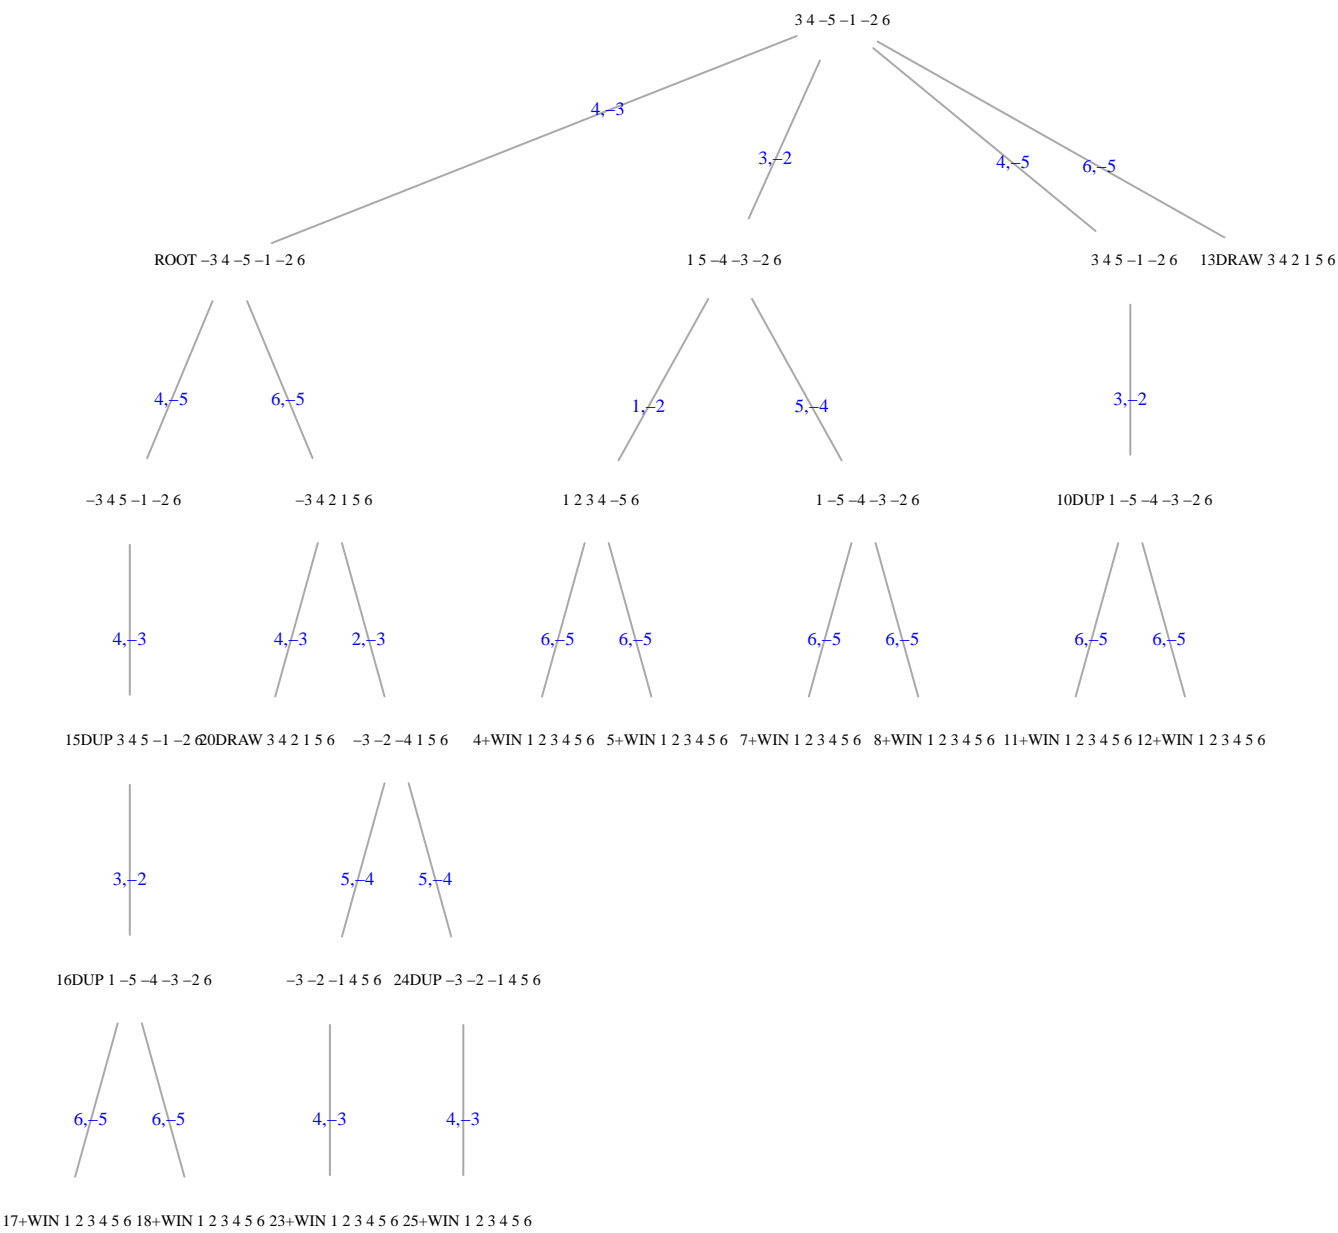 3 4 −5 −1 −2 6
4,−3
3,−2
4,−5
6,−5
ROOT −3 4 −5 −1 −2 6
1 5 −4 −3 −2 6
3 4 5 −1 −2 6
13DRAW 3 4 2 1 5 6
4,−5
6,−5
1,−2
5,−4
3,−2
−3 4 5 −1 −2 6
−3 4 2 1 5 6
1 2 3 4 −5 6
1 −5 −4 −3 −2 6
10DUP 1 −5 −4 −3 −2 6
4,−3
4,−3
2,−3
6,−5
6,−5
6,−5
6,−5
6,−5
6,−5
15DUP 3 4 5 −1 −2 6
20DRAW 3 4 2 1 5 6
−3 −2 −4 1 5 6
4+WIN 1 2 3 4 5 6
5+WIN 1 2 3 4 5 6
7+WIN 1 2 3 4 5 6
8+WIN 1 2 3 4 5 6
11+WIN 1 2 3 4 5 6
12+WIN 1 2 3 4 5 6
3,−2
5,−4
5,−4
16DUP 1 −5 −4 −3 −2 6
−3 −2 −1 4 5 6
24DUP −3 −2 −1 4 5 6
6,−5
6,−5
4,−3
4,−3
17+WIN 1 2 3 4 5 6
18+WIN 1 2 3 4 5 6
23+WIN 1 2 3 4 5 6
25+WIN 1 2 3 4 5 6